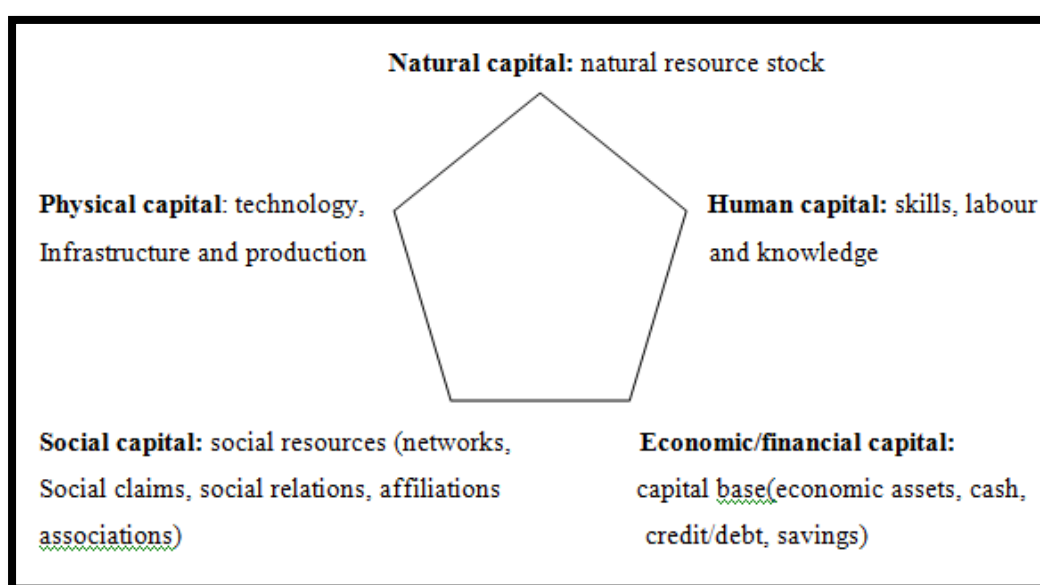 Natural capital: natural resource stock
Physical capital: technology,
Infrastructure and production
Human capital: skills, labour
and knowledge
Social capital: social resources (networks,
Social claims, social relations, affiliations
associations)
Economic/financial capital:
capital base(economic assets, cash,
credit/debt, savings)